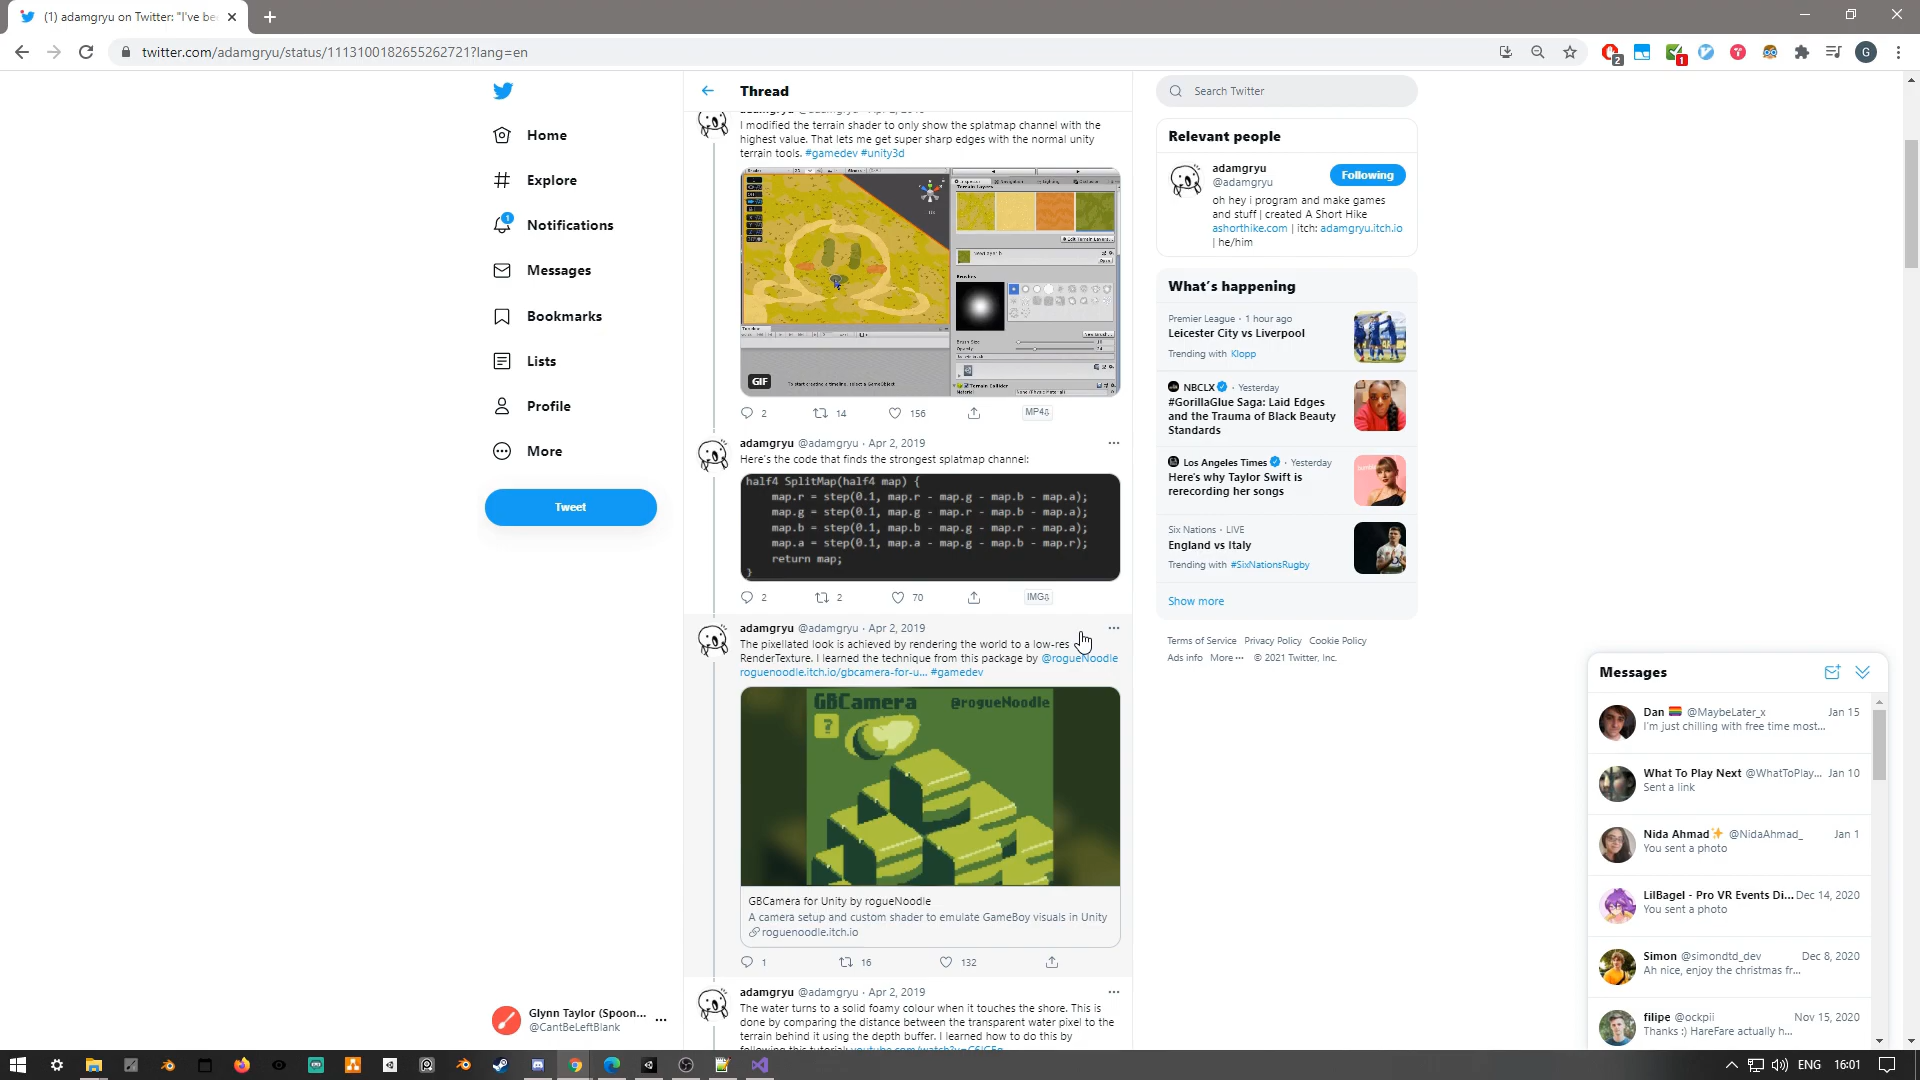 (1) adamgryu on Twitter: "I've be
twitter.com/adamgryu/status/1113100182655262721?lang=en
2
1
G
Home
Explore
1
Notifications
Messages
Bookmarks
Lists
Profile
More
Tweet
Glynn Taylor (Spoon...
@CantBeLeftBlank
Thread
I modified the terrain shader to only show the splatmap channel with the
highest value. That lets me get super sharp edges with the normal unity
terrain tools. #gamedev #unity3d
GIF
2 14 156 MP4
adamgryu @adamgryu · Apr 2, 2019
Here's the code that finds the strongest splatmap channel:
half4 SplitMap(half4 map) {
map.r = step(0.1, map.r - map.g - map.b - map.a);
map.g = step(0.1, map.g - map.r - map.b - map.a);
map.b = step(0.1, map.b - map.g - map.r - map.a);
map.a = step(0.1, map.a - map.g - map.b - map.r);
return map;
}
2 2 70 IMG
adamgryu @adamgryu · Apr 2, 2019
The pixellated look is achieved by rendering the world to a low-res
RenderTexture. I learned the technique from this package by @rogueNoodle
roguenoodle.itch.io/gbcamera-for-u... #gamedev
GBCamera @rogueNoodle
?
GBCamera for Unity by rogueNoodle
A camera setup and custom shader to emulate GameBoy visuals in Unity
roguenoodle.itch.io
1 16 132
adamgryu @adamgryu · Apr 2, 2019
The water turns to a solid foamy colour when it touches the shore. This is
done by comparing the distance between the transparent water pixel to the
terrain behind it using the depth buffer. I learned how to do this by
Search Twitter
Relevant people
adamgryu
@adamgryu
Following
oh hey i program and make games
and stuff | created A Short Hike
ashorthike.com | itch: adamgryu.itch.io
| he/him
What's happening
Premier League · 1 hour ago
Leicester City vs Liverpool
Trending with Klopp
NBCLX · Yesterday
#GorillaGlue Saga: Laid Edges
and the Trauma of Black Beauty
Standards
Los Angeles Times · Yesterday
Here's why Taylor Swift is
rerecording her songs
Six Nations · LIVE
England vs Italy
Trending with #SixNationsRugby
Show more
Terms of Service Privacy Policy Cookie Policy
Ads info More ··· © 2021 Twitter, Inc.
Messages
Dan @MaybeLater_x Jan 15
I'm just chilling with free time most...
What To Play Next @WhatToPlay... Jan 10
Sent a link
Nida Ahmad @NidaAhmad_ Jan 1
You sent a photo
LilBagel - Pro VR Events Di... Dec 14, 2020
You sent a photo
Simon @simondtd_dev Dec 8, 2020
Ah nice, enjoy the christmas fr...
filipe @ockpii Nov 15, 2020
Thanks :) HareFare actually h...
ENG 16:01